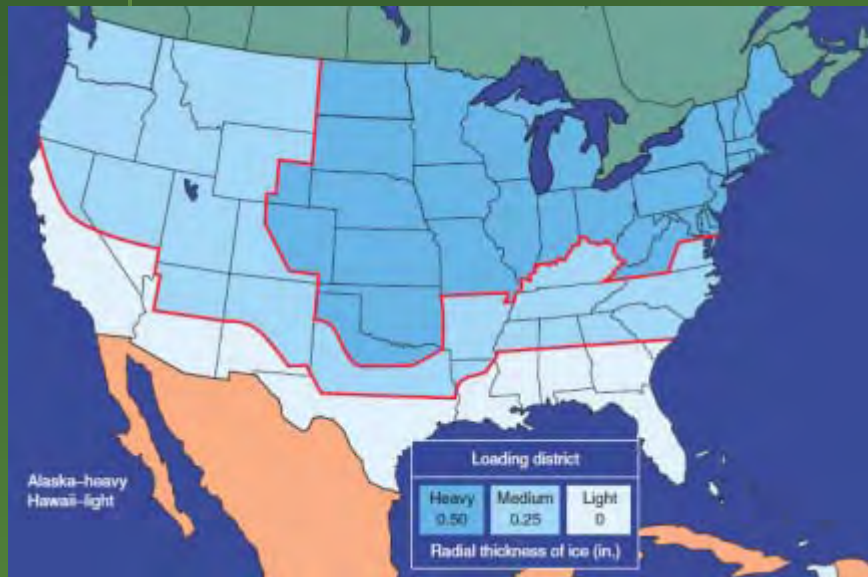 Alaska–heavy
Hawaii–light
Loading district
Heavy
0.50
Medium
0.25
Light
0
Radial thickness of ice (in.)